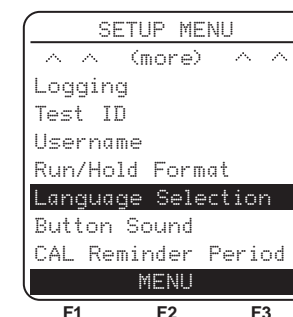 SETUP MENU
^ ^ (more) ^ ^
Logging
Test ID
Username
Run/Hold Format
Language Selection
Button Sound
CAL Reminder Period
MENU
F1 F2 F3